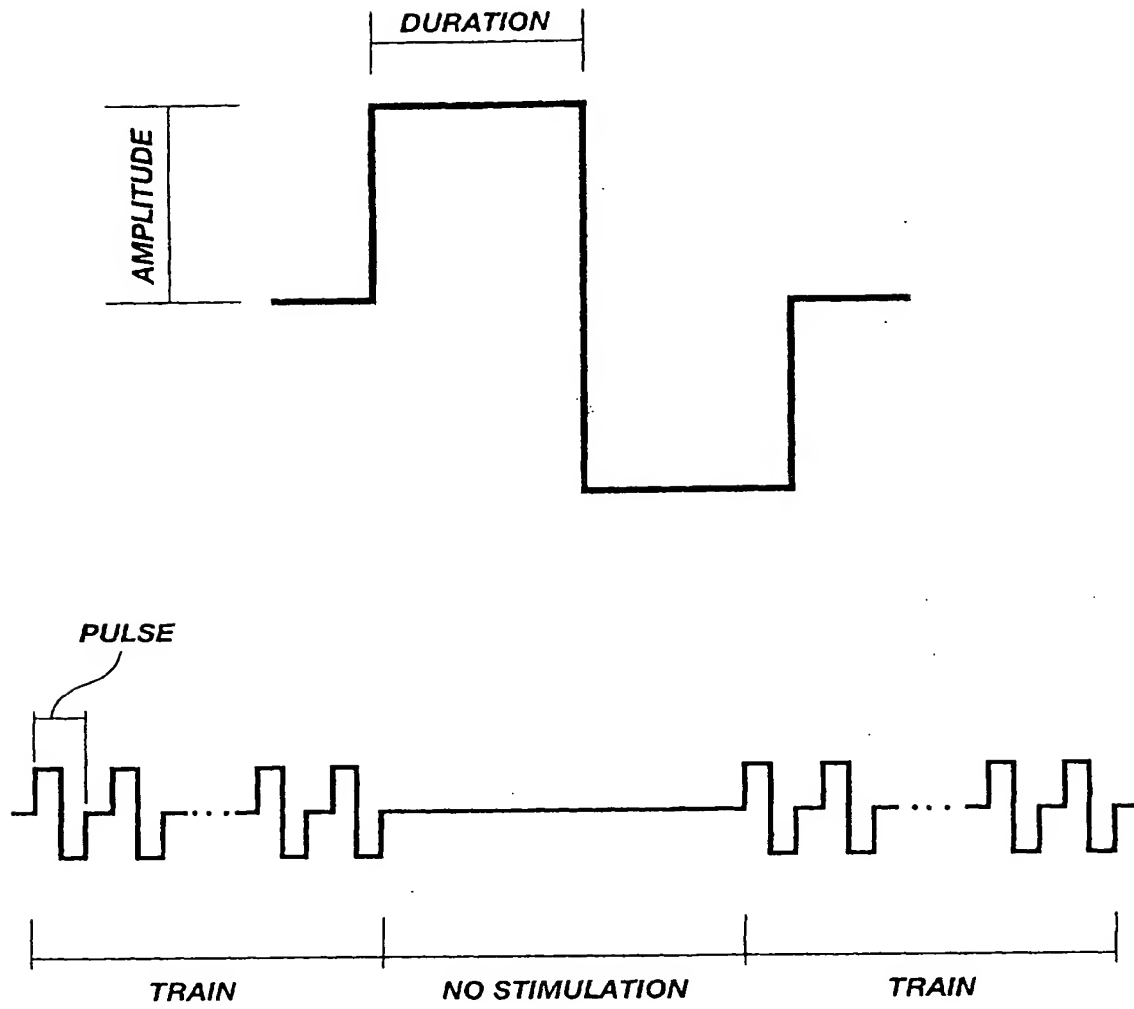 DURATION
AMPLITUDE
PULSE
TRAIN
NO STIMULATION
TRAIN